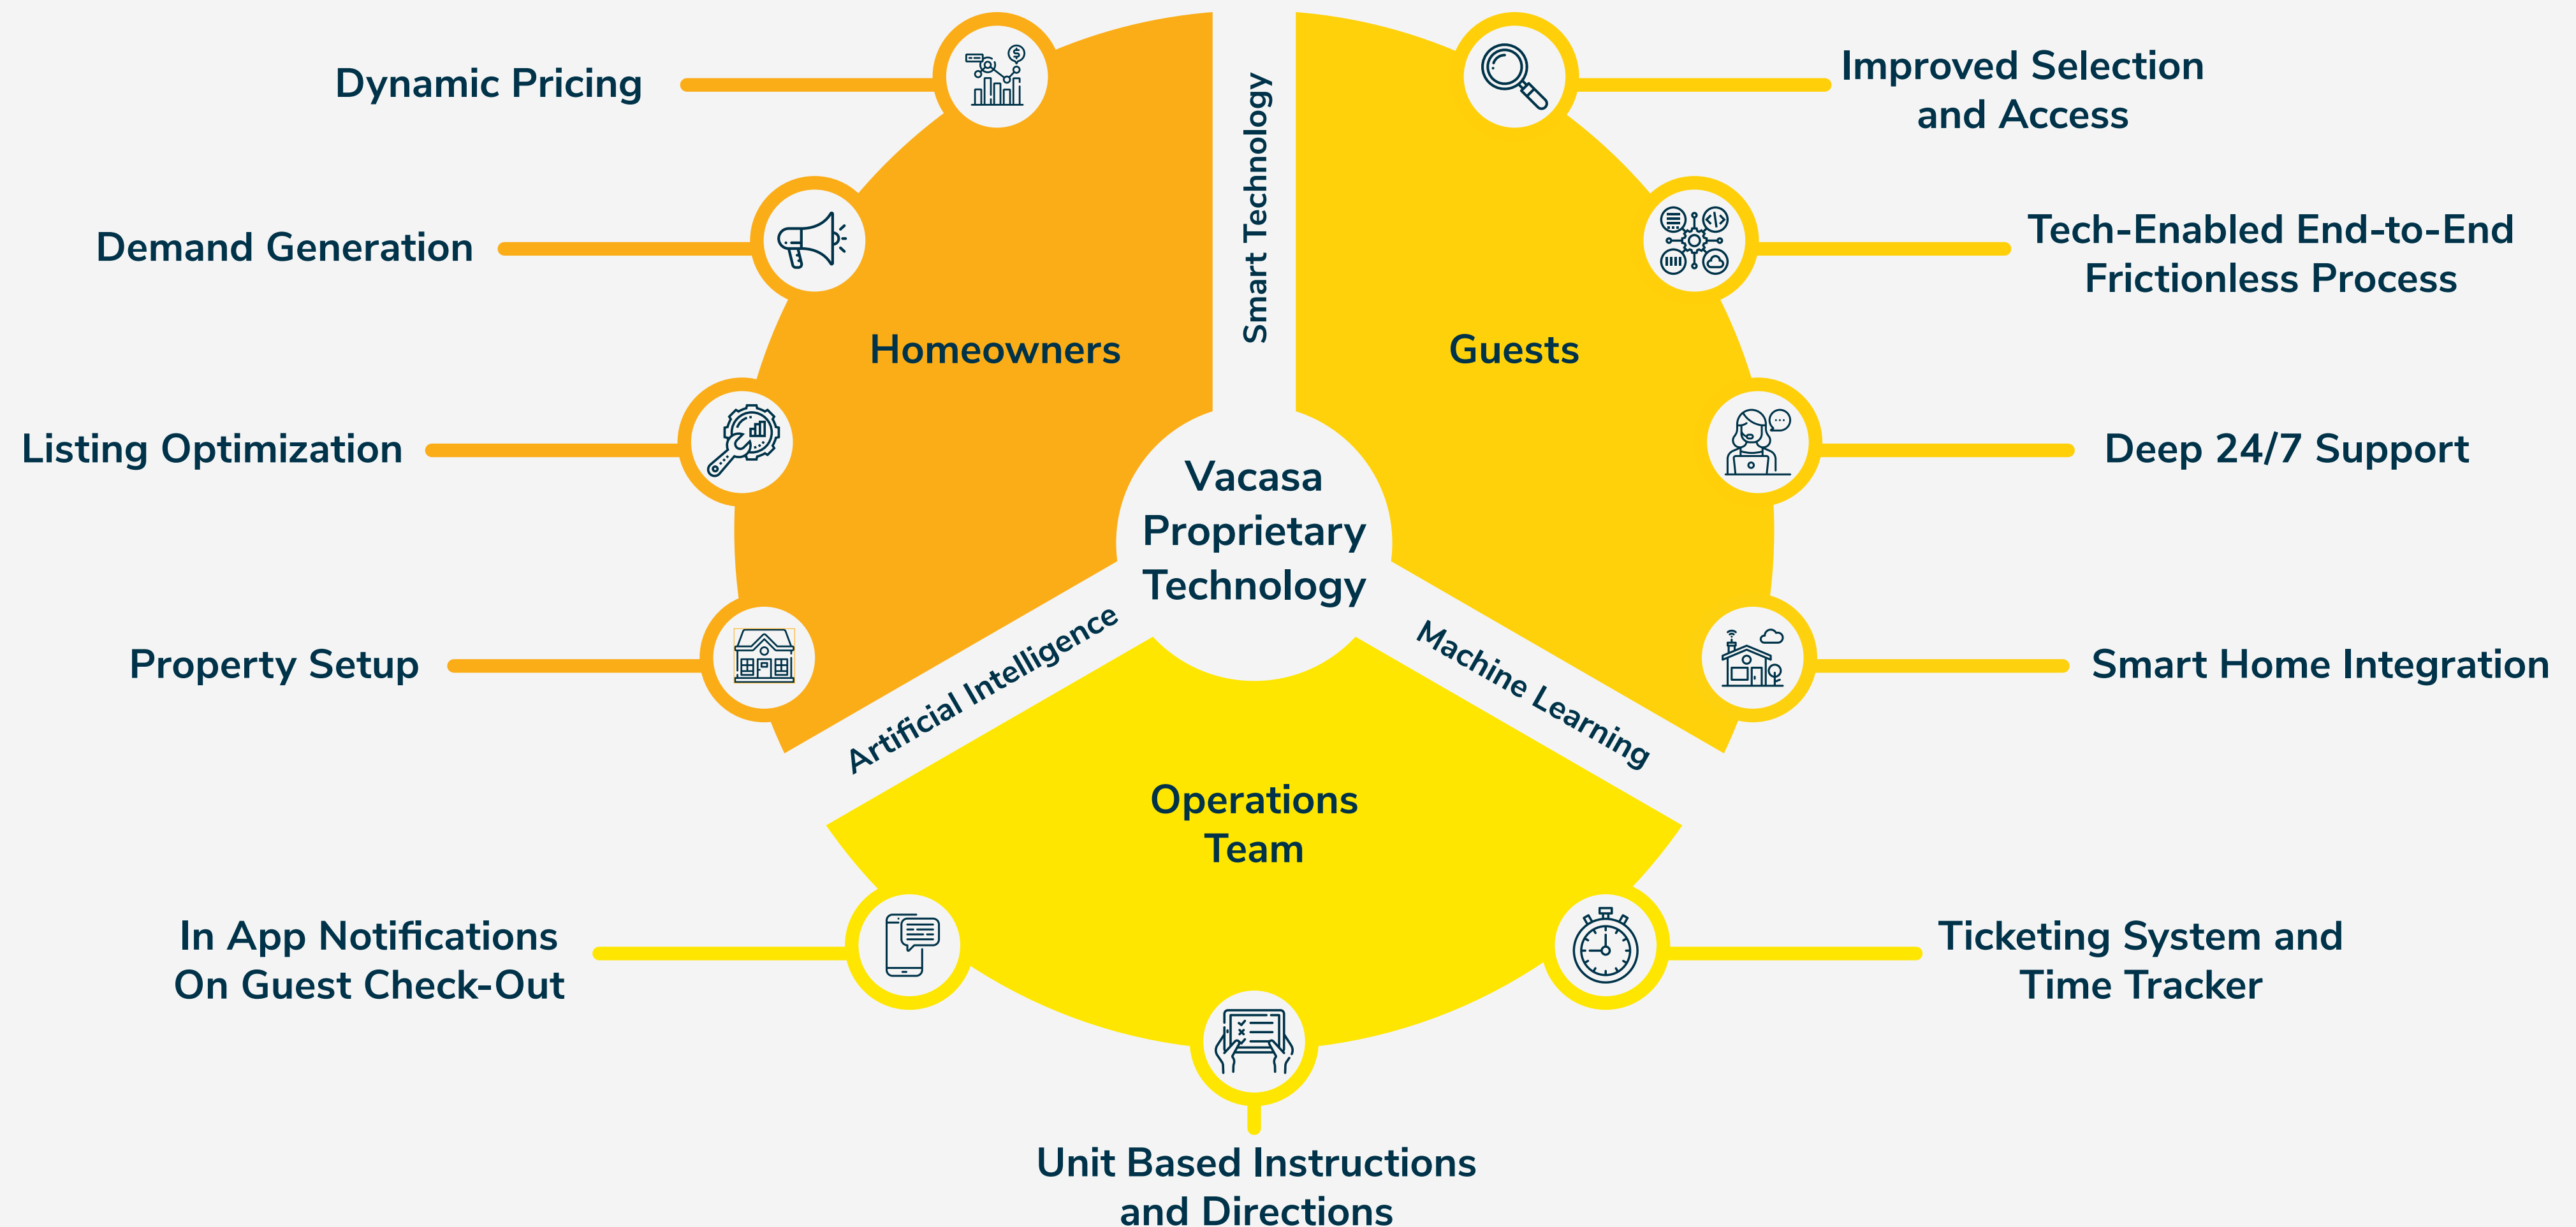 Dynamic Pricing
Demand Generation
Listing Optimization
Property Setup
Homeowners
Smart Technology
Guests
Improved Selection
and Access
Tech-Enabled End-to-End
Frictionless Process
Deep 24/7 Support
Smart Home Integration
Vacasa
Proprietary
Technology
Artificial Intelligence
Machine Learning
Operations
Team
In App Notifications
On Guest Check-Out
Unit Based Instructions
and Directions
Ticketing System and
Time Tracker